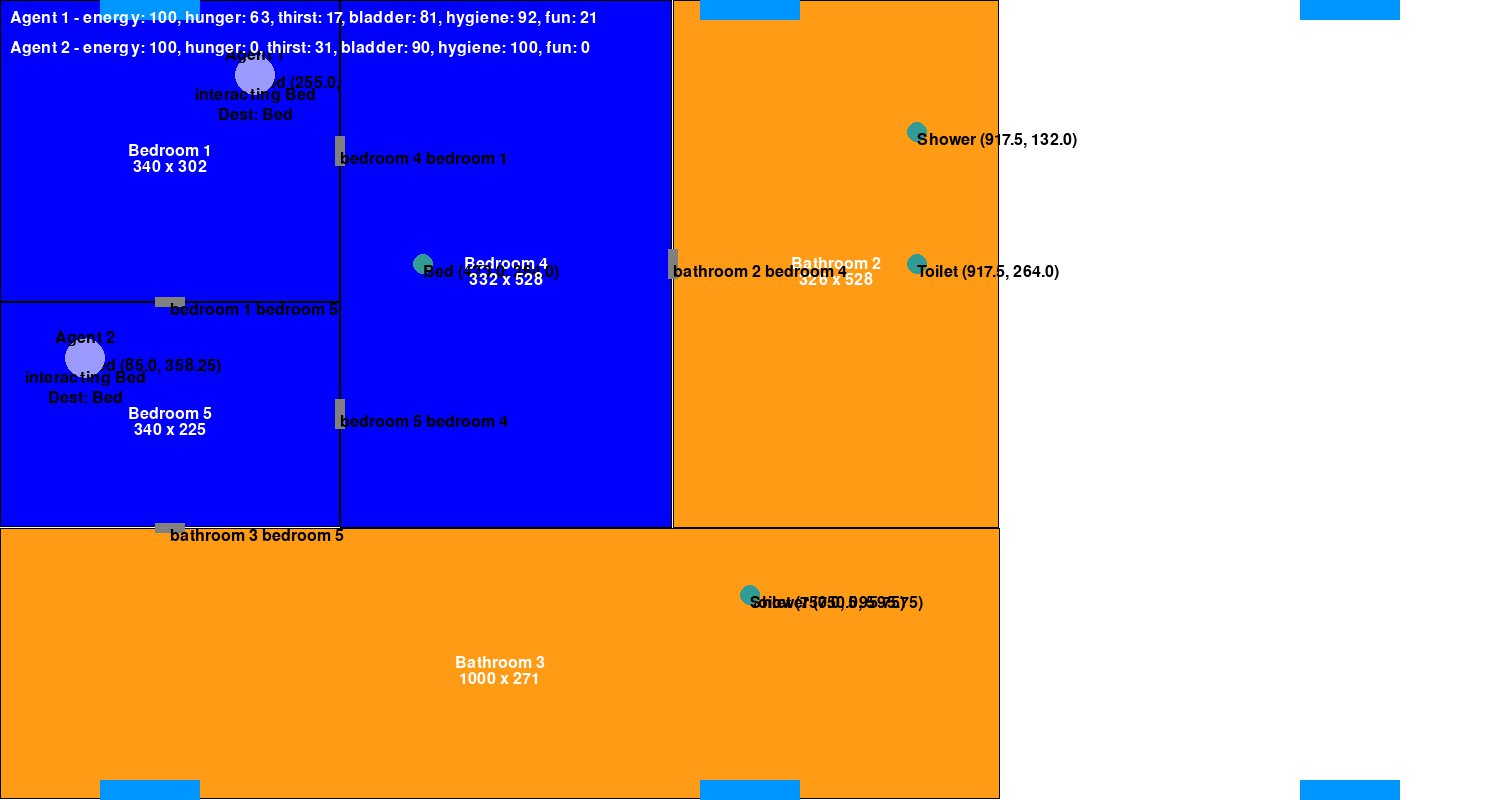 Agent 1 - energy: 100, hunger: 63, thirst: 17, bladder: 81, hygiene: 92, fun: 21
Agent 2 - energy: 100, hunger: 0, thirst: 31, bladder: 90, hygiene: 100, fun: 0
Agent 1
(255.0,
interacting Bed
Dest: Bed
Shower (917.5, 132.0)
Bedroom 1
340 x 302
bedroom 4 bedroom 1
Bedroom 4
Bed
332 x 528
Bathroom 2
326 x 528
bathroom 2 bedroom 4
Toilet (917.5, 264.0)
bedroom 1 bedroom 5
Agent 2
(85.0, 358.25)
interacting Bed
Dest: Bed
Bedroom 5
340 x 225
bedroom 5 bedroom 4
bathroom 3 bedroom 5
Bathroom 3
1000 x 271